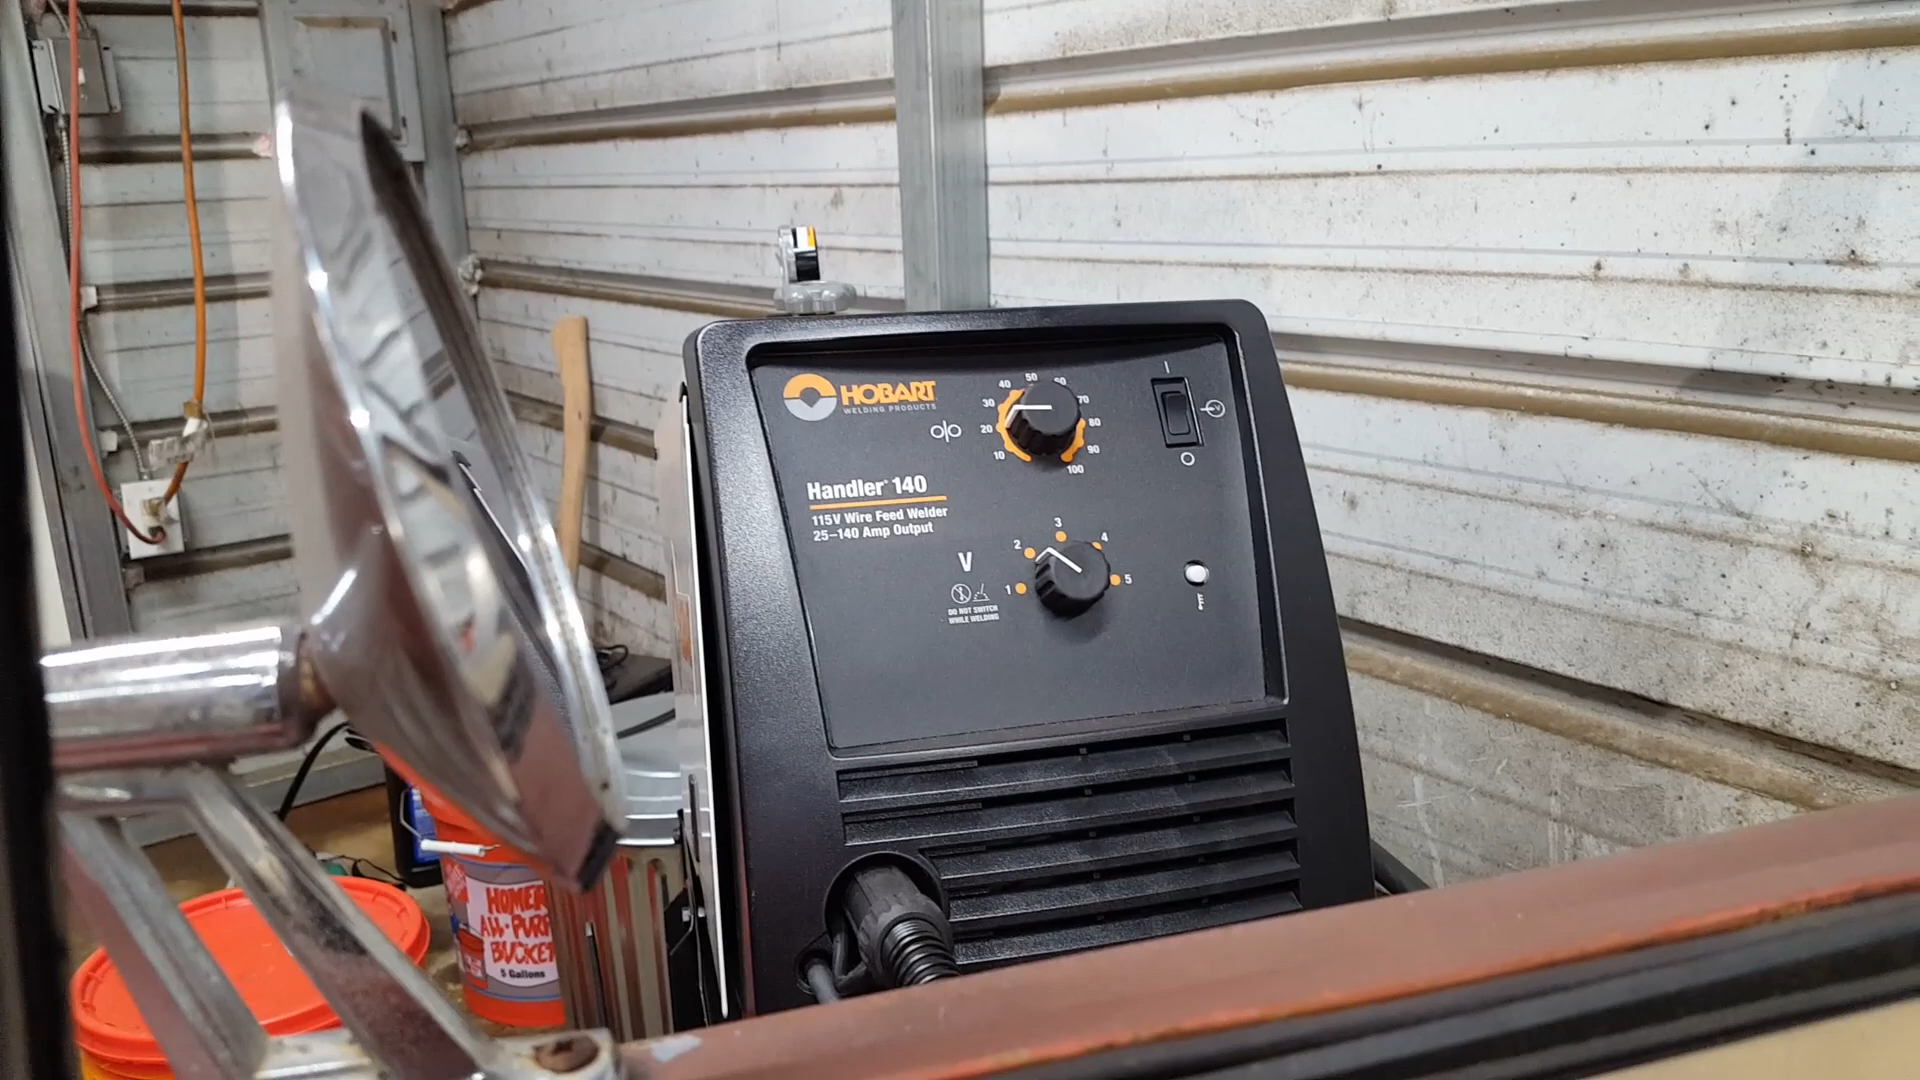 HOBART
WELDING PRODUCTS
10 20 30 40 50 60 70 80 90 100
I
O
Handler® 140
115V Wire Feed Welder
25–140 Amp Output
V
1 2 3 4 5
DO NOT SWITCH
WHILE WELDING
HOMER
ALL-PURP
BUCKET
5 Gallons